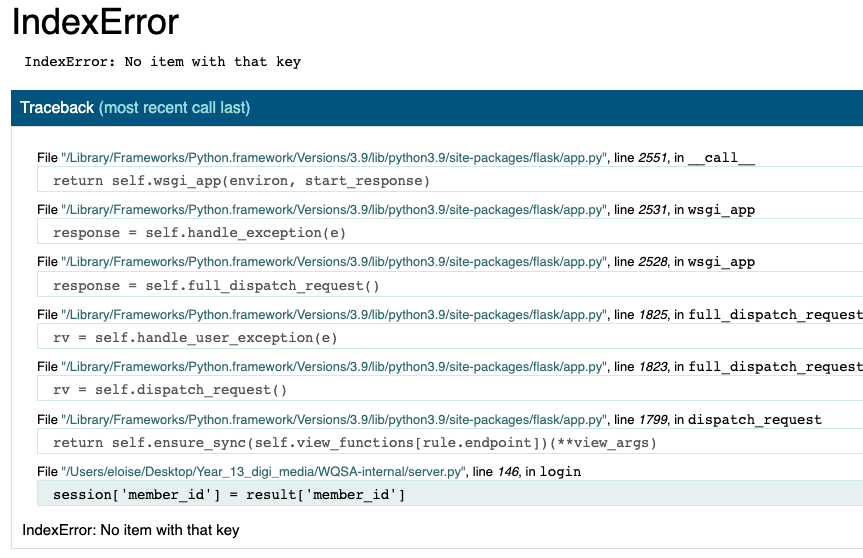 IndexError
IndexError: No item with that key
Traceback (most recent call last)
File "/Library/Frameworks/Python.framework/Versions/3.9/lib/python3.9/site-packages/flask/app.py", line 2551, in __call__
return self.wsgi_app(environ, start_response)
File "/Library/Frameworks/Python.framework/Versions/3.9/lib/python3.9/site-packages/flask/app.py", line 2531, in wsgi_app
response = self.handle_exception(e)
File "/Library/Frameworks/Python.framework/Versions/3.9/lib/python3.9/site-packages/flask/app.py", line 2528, in wsgi_app
response = self.full_dispatch_request()
File "/Library/Frameworks/Python.framework/Versions/3.9/lib/python3.9/site-packages/flask/app.py", line 1825, in full_dispatch_request
rv = self.handle_user_exception(e)
File "/Library/Frameworks/Python.framework/Versions/3.9/lib/python3.9/site-packages/flask/app.py", line 1823, in full_dispatch_request
rv = self.dispatch_request()
File "/Library/Frameworks/Python.framework/Versions/3.9/lib/python3.9/site-packages/flask/app.py", line 1799, in dispatch_request
return self.ensure_sync(self.view_functions[rule.endpoint])(**view_args)
File "/Users/eloise/Desktop/Year_13_digi_media/WQSA-internal/server.py", line 146, in login
session['member_id'] = result['member_id']
IndexError: No item with that key